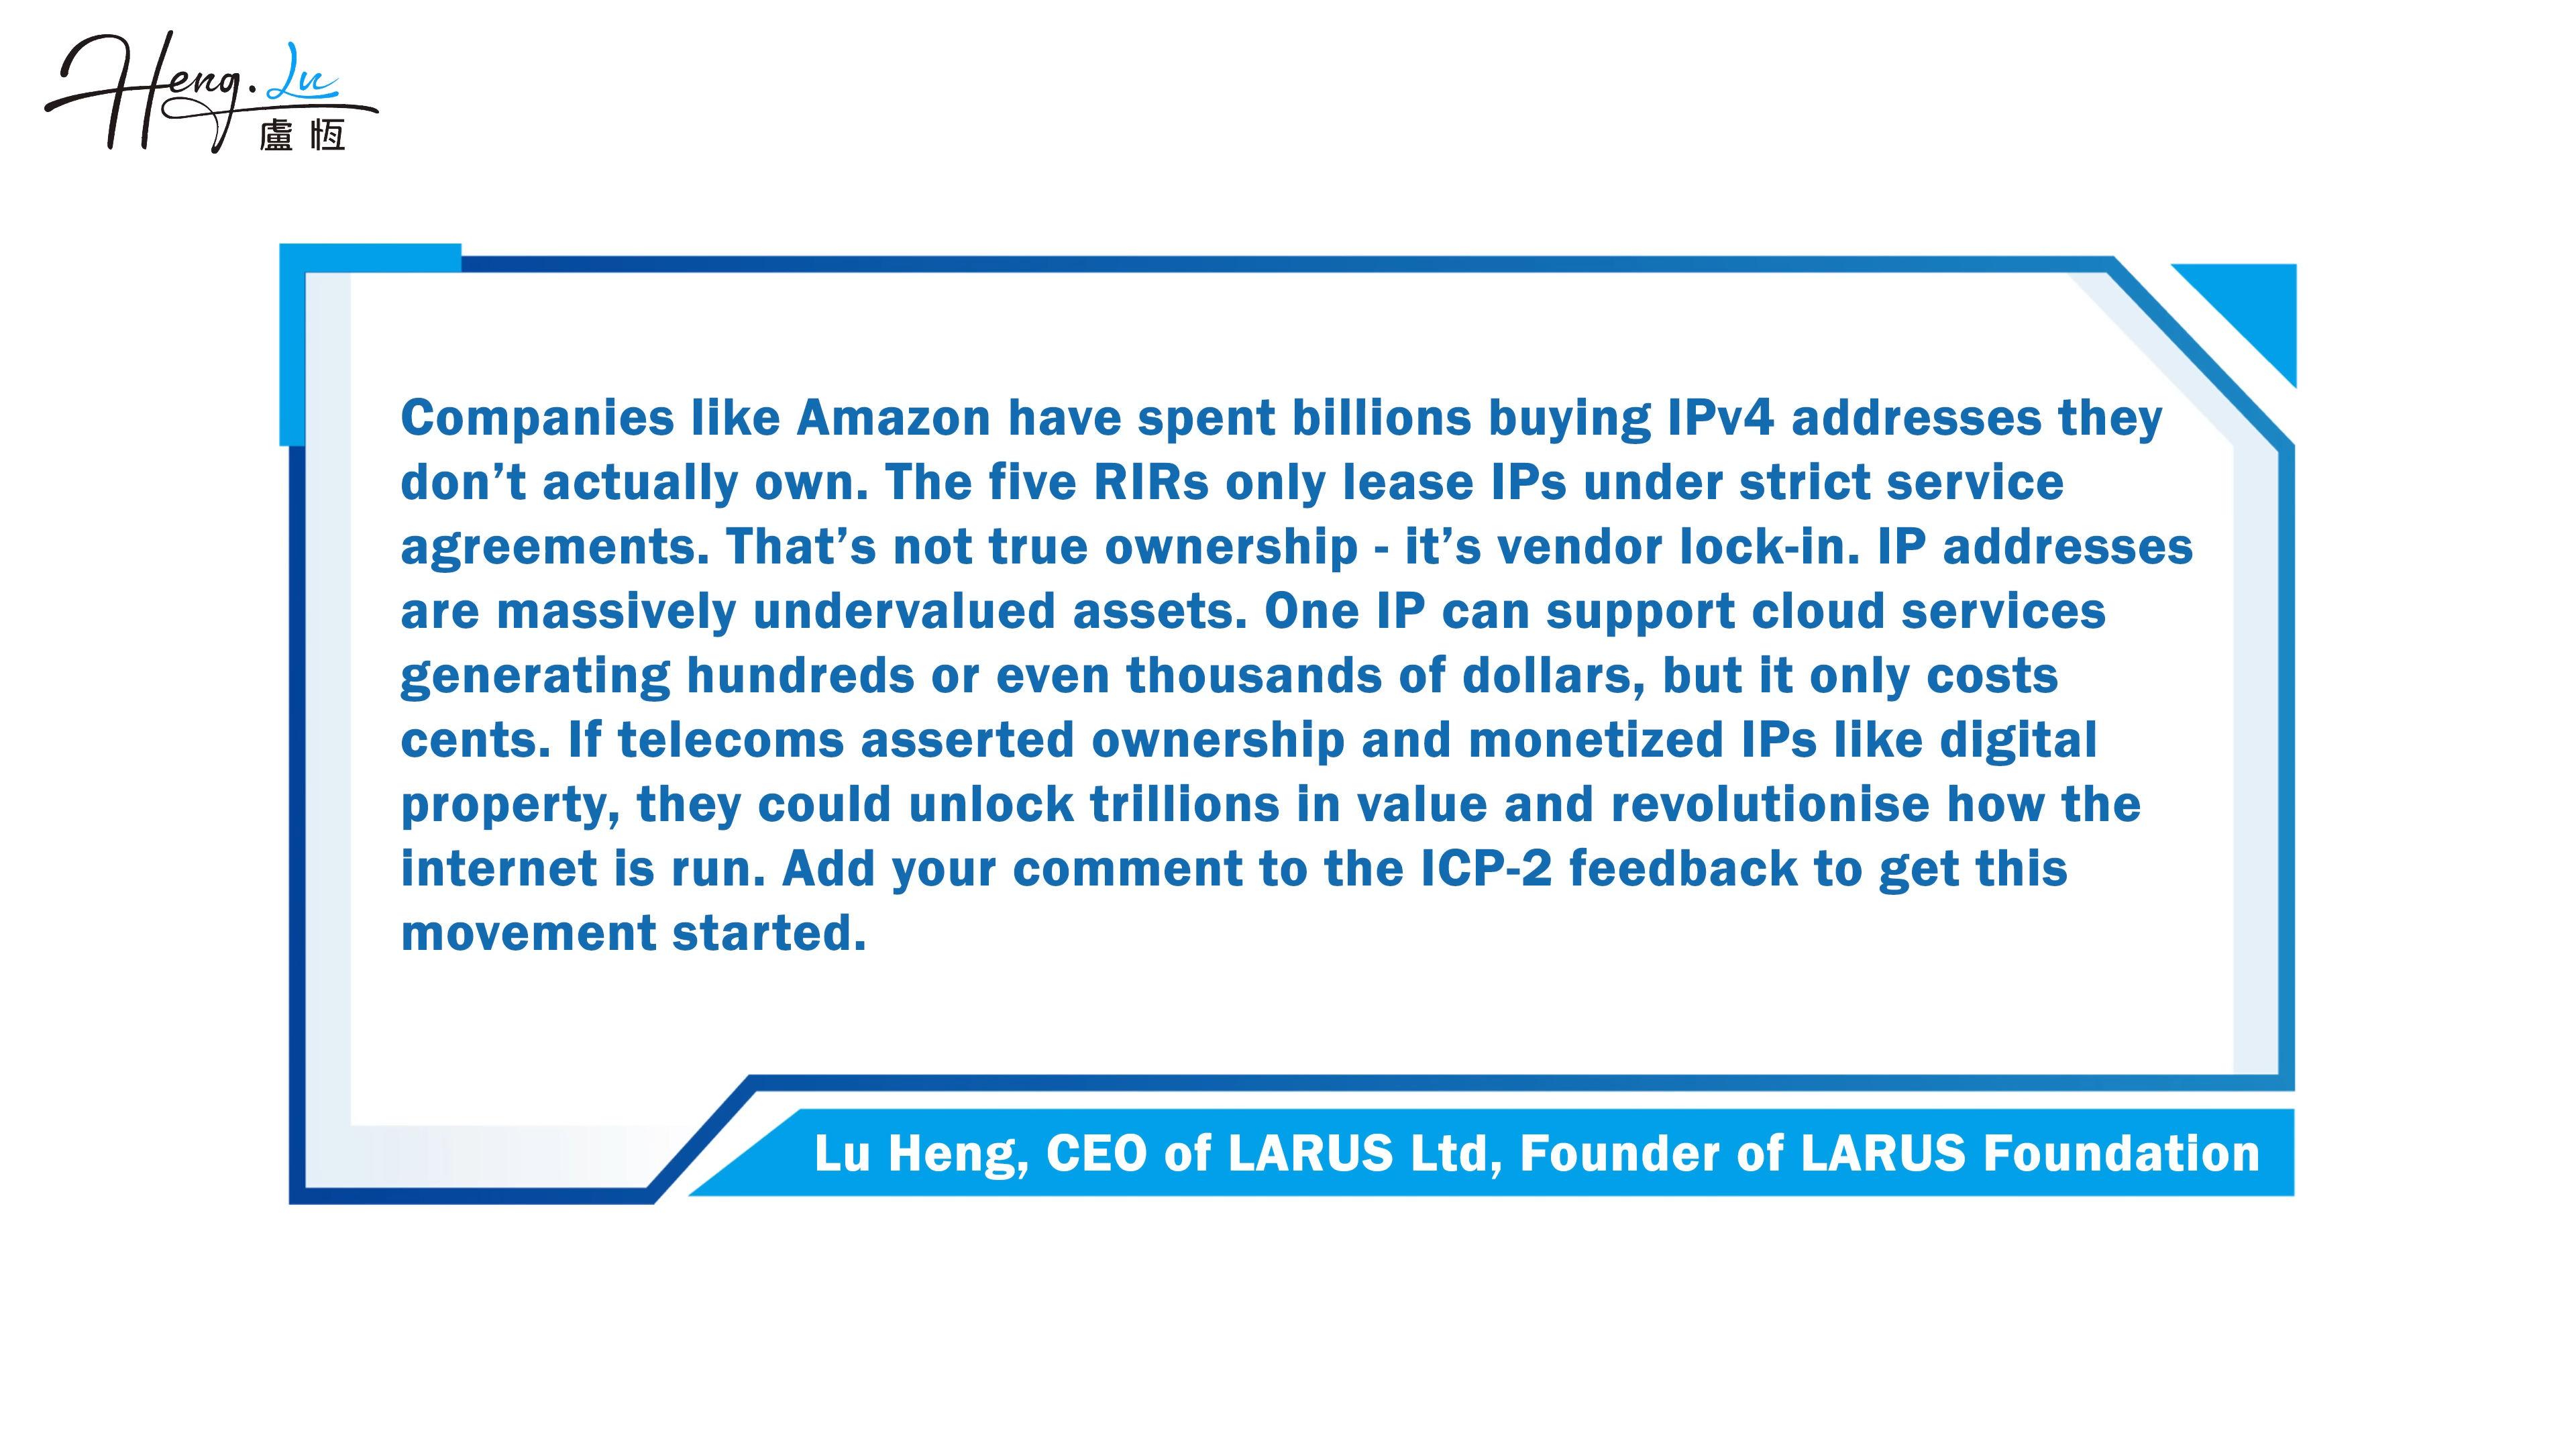 Heng.Lu
盧恆
Companies like Amazon have spent billions buying IPv4 addresses they
don’t actually own. The five RIRs only lease IPs under strict service
agreements. That’s not true ownership - it’s vendor lock-in. IP addresses
are massively undervalued assets. One IP can support cloud services
generating hundreds or even thousands of dollars, but it only costs
cents. If telecoms asserted ownership and monetized IPs like digital
property, they could unlock trillions in value and revolutionise how the
internet is run. Add your comment to the ICP-2 feedback to get this
movement started.
Lu Heng, CEO of LARUS Ltd, Founder of LARUS Foundation